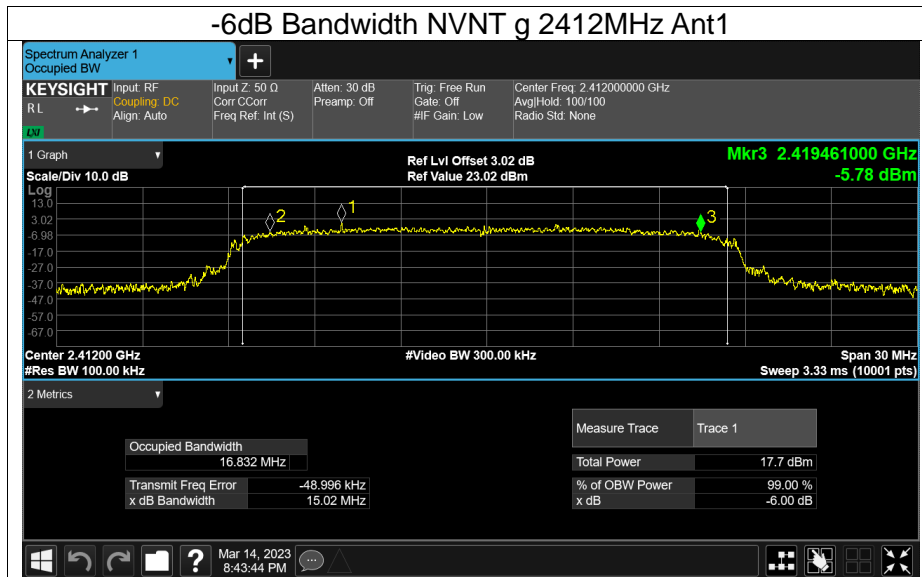 -6dB Bandwidth NVNT g 2412MHz Ant1
Spectrum Analyzer 1
Occupied BW
+
KEYSIGHT Input: RF Input Z: 50 Ω Atten: 30 dB Trig: Free Run Center Freq: 2.412000000 GHz
RL Coupling: DC Corr CCorr Preamp: Off Gate: Off Avg|Hold: 100/100
Align: Auto Freq Ref: Int (S) #IF Gain: Low Radio Std: None
LXI
1 Graph Ref Lvl Offset 3.02 dB Mkr3 2.419461000 GHz
Scale/Div 10.0 dB Ref Value 23.02 dBm -5.78 dBm
Log
13.0
3.02
-6.98
-17.0
-27.0
-37.0
-47.0
-57.0
-67.0
2
1
3
Center 2.41200 GHz #Video BW 300.00 kHz Span 30 MHz
#Res BW 100.00 kHz Sweep 3.33 ms (10001 pts)
2 Metrics
Measure Trace Trace 1
Occupied Bandwidth
16.832 MHz Total Power 17.7 dBm
Transmit Freq Error -48.996 kHz % of OBW Power 99.00 %
x dB Bandwidth 15.02 MHz x dB -6.00 dB
? Mar 14, 2023
8:43:44 PM